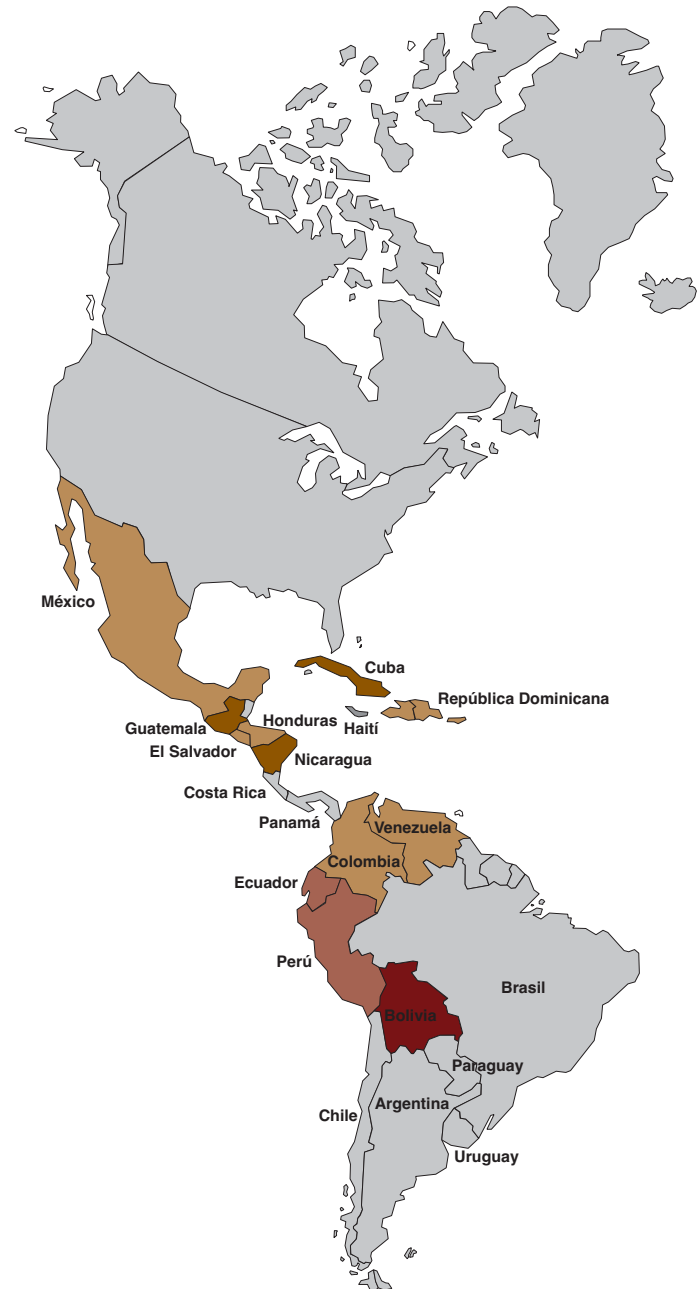 México
Cuba
República Dominicana
Guatemala
Honduras
Haití
El Salvador
Nicaragua
Costa Rica
Panamá
Venezuela
Colombia
Ecuador
Perú
Brasil
Bolivia
Paraguay
Argentina
Chile
Uruguay